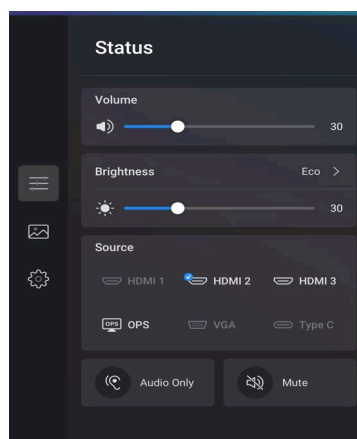 Status
Volume
30
Brightness Eco >
30
Source
HDMI 1 HDMI 2 HDMI 3
OPS OPS VGA Type C
Audio Only Mute